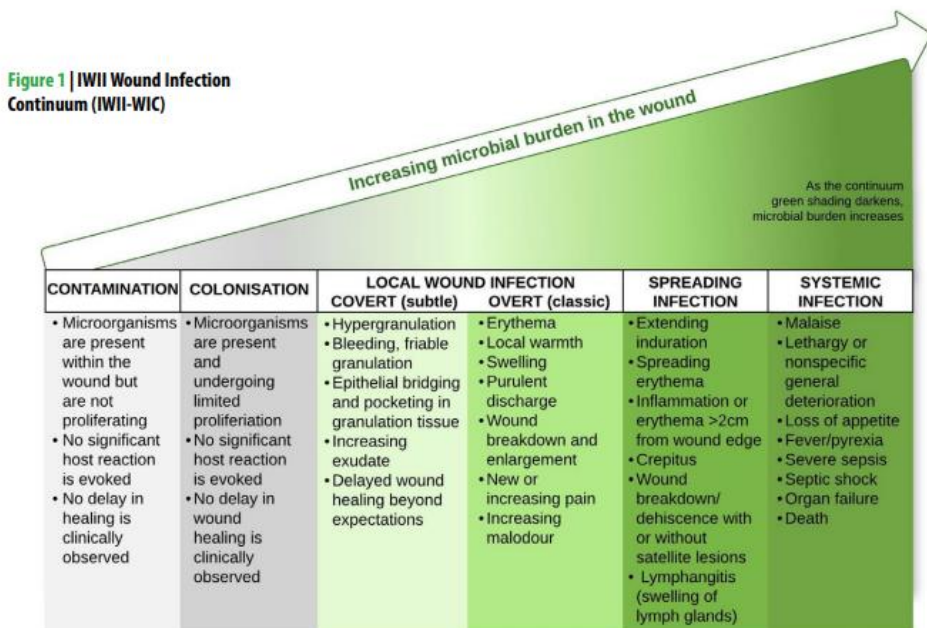 Figure 1 | IWII Wound Infection
Continuum (IWII-WIC)
Increasing microbial burden in the wound
As the continuum
green shading darkens,
microbial burden increases
CONTAMINATION
• Microorganisms
are present
within the
wound but
are not
proliferating
• No significant
host reaction
is evoked
• No delay in
healing is
clinically
observed
COLONISATION
• Microorganisms
are present
and
undergoing
limited
profileriation
• No significant
host reaction
is evoked
• No delay in
wound
healing is
clinically
observed
LOCAL WOUND INFECTION
COVERT (subtle)
• Hypergranulation
• Bleeding, friable
granulation
• Epithelial bridging
and pocketing in
granulation tissue
• Increasing
exudate
• Delayed wound
healing beyond
expectations
OVERT (classic)
• Erythema
• Local warmth
• Swelling
• Purulent
discharge
• Wound
breakdown and
enlargement
• New or
increasing pain
• Increasing
malodour
SPREADING
INFECTION
• Extending
induration
• Spreading
erythema
• Inflammation or
erythema >2cm
from wound edge
• Crepitus
• Wound
breakdown/
dehiscence with
or without
satellite lesions
• Lymphangitis
(swelling of
lymph glands)
SYSTEMIC
INFECTION
• Malaise
• Lethargy or
nonspecific
general
deterioration
• Loss of appetite
• Fever/pyrexia
• Severe sepsis
• Septic shock
• Organ failure
• Death